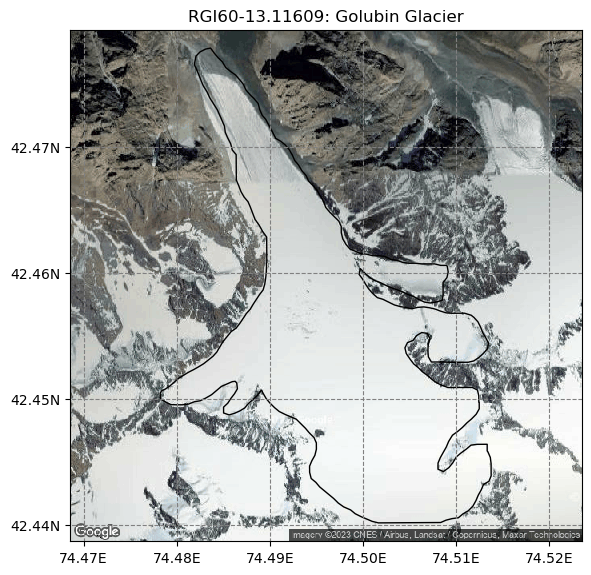 RGI60-13.11609: Golubin Glacier
42.47N
42.46N
42.45N
42.44N
Google
Imagery ©2023 CNES / Airbus, Landsat / Copernicus, Maxar Technologies
74.47E 74.48E 74.49E 74.50E 74.51E 74.52E